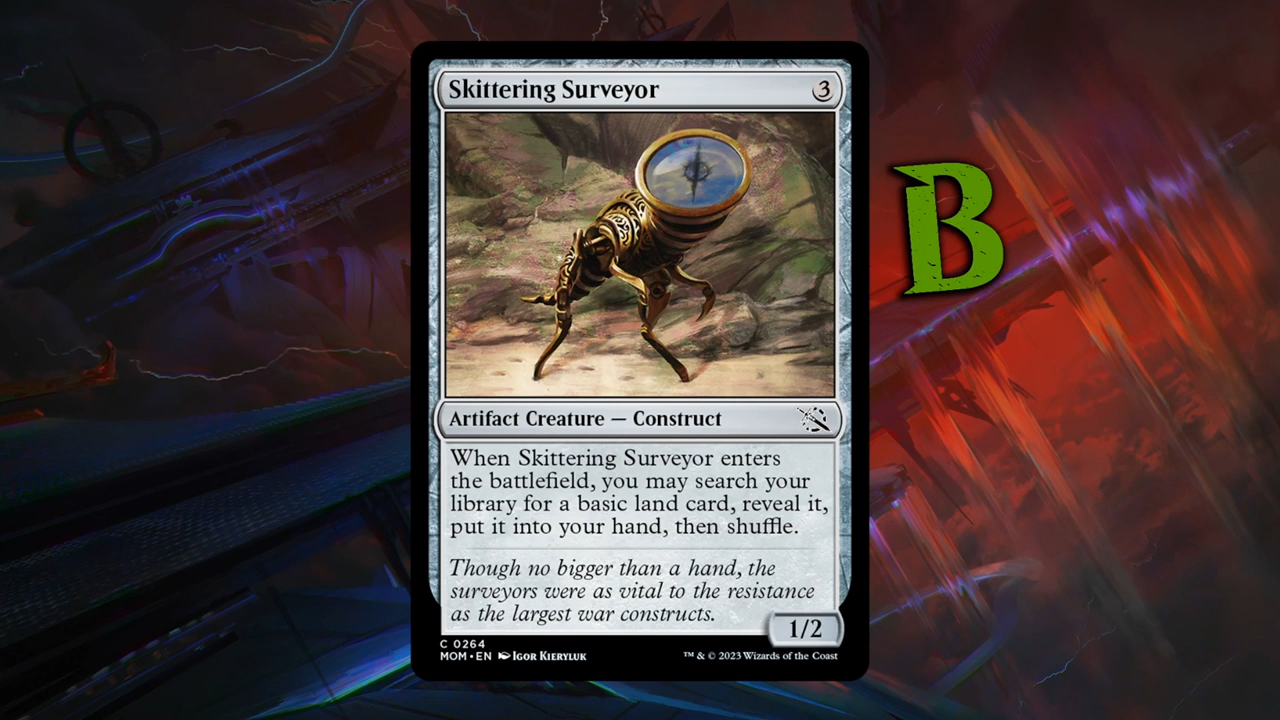 Skittering Surveyor 3
B
Artifact Creature — Construct
When Skittering Surveyor enters
the battlefield, you may search your
library for a basic land card, reveal it,
put it into your hand, then shuffle.
Though no bigger than a hand, the
surveyors were as vital to the resistance
as the largest war constructs.
1/2
C 0264
MOM • EN Igor Kieryluk ™ & © 2023 Wizards of the Coast